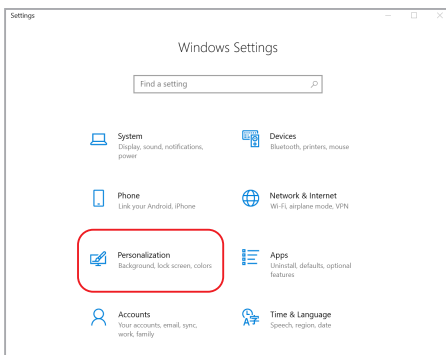 Settings
Windows Settings
Find a setting
System
Display, sound, notifications,
power
Devices
Bluetooth, printers, mouse
Phone
Link your Android, iPhone
Network & Internet
Wi-Fi, airplane mode, VPN
Personalization
Background, lock screen, colors
Apps
Uninstall, defaults, optional
features
Accounts
Your accounts, email, sync,
work, family
Time & Language
Speech, region, date